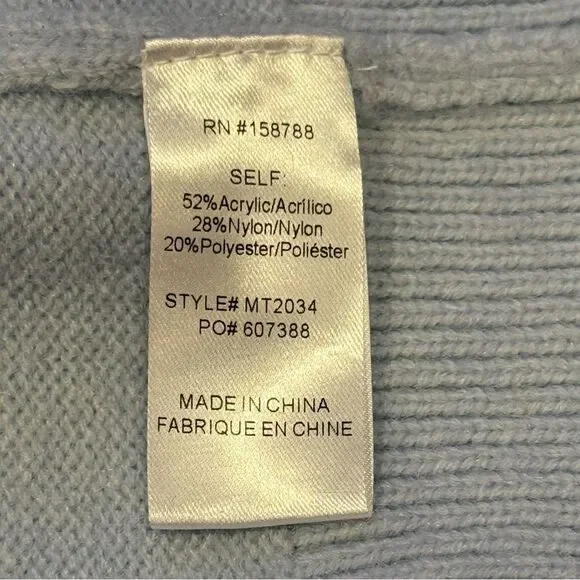 RN #158788
SELF:
52%Acrylic/Acrílico
28%Nylon/Nylon
20%Polyester/Poliéster
STYLE# MT2034
PO# 607388
MADE IN CHINA
FABRIQUE EN CHINE